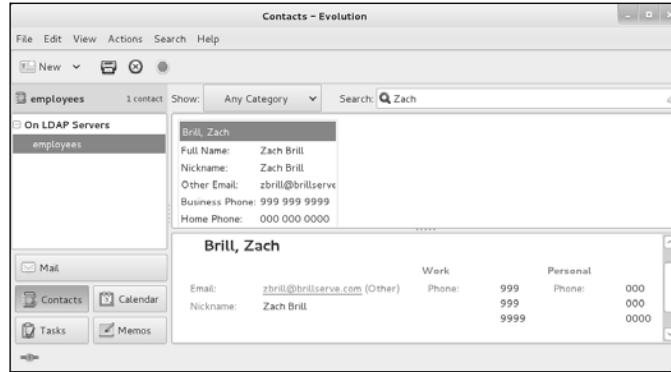 Contacts – Evolution
File Edit View Actions Search Help
New
employees 1 contact Show: Any Category Search: Zach
On LDAP Servers
employees
Brill, Zach
Full Name: Zach Brill
Nickname: Zach Brill
Other Email: zbrill@brillserve
Business Phone: 999 999 9999
Home Phone: 000 000 0000
Brill, Zach
Work Personal
Email: zbrill@brillserve.com (Other) Phone: 999 Phone: 000
Nickname: Zach Brill 999 000
9999 0000
Mail
Contacts Calendar
Tasks Memos